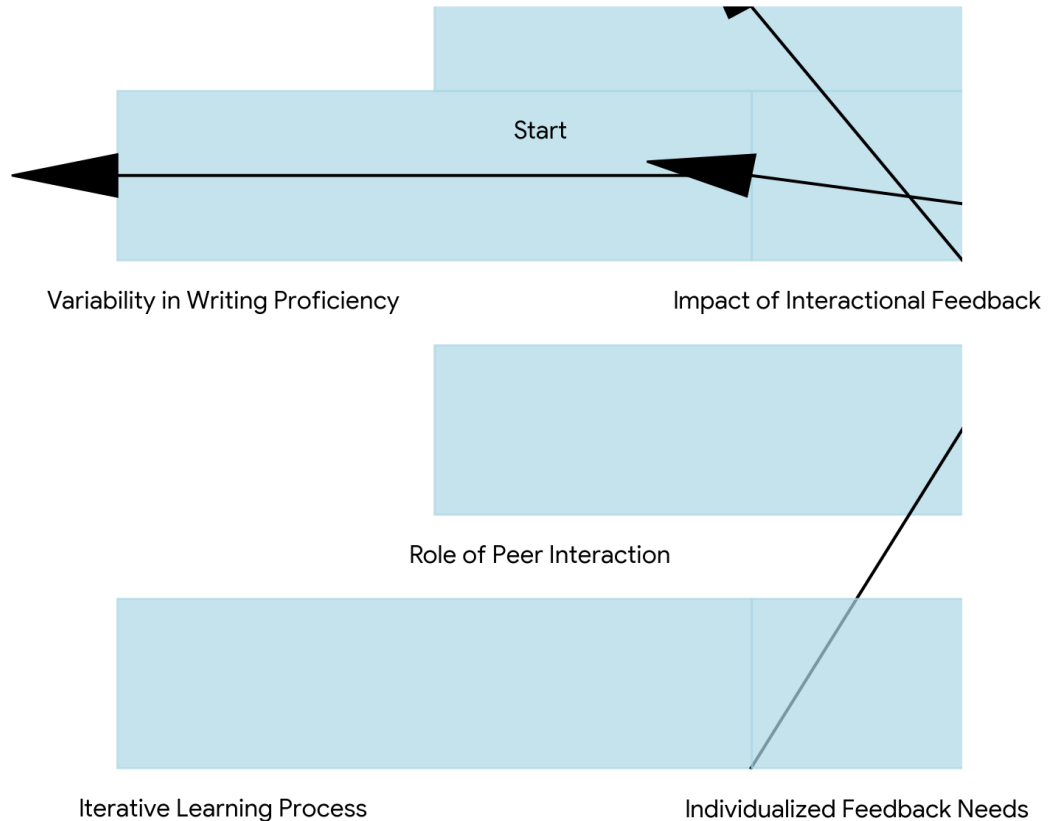 Start
Variability in Writing Proficiency
Impact of Interactional Feedback
Role of Peer Interaction
Iterative Learning Process
Individualized Feedback Needs